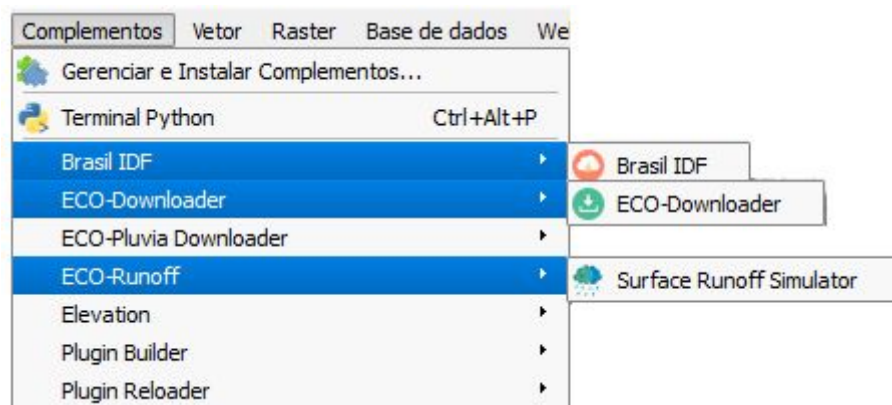 Complementos Vetor Raster Base de dados We
Gerenciar e Instalar Complementos...
Terminal Python Ctrl+Alt+P
Brasil IDF
Brasil IDF
ECO-Downloader
ECO-Downloader
ECO-Pluvia Downloader
ECO-Runoff
Surface Runoff Simulator
Elevation
Plugin Builder
Plugin Reloader